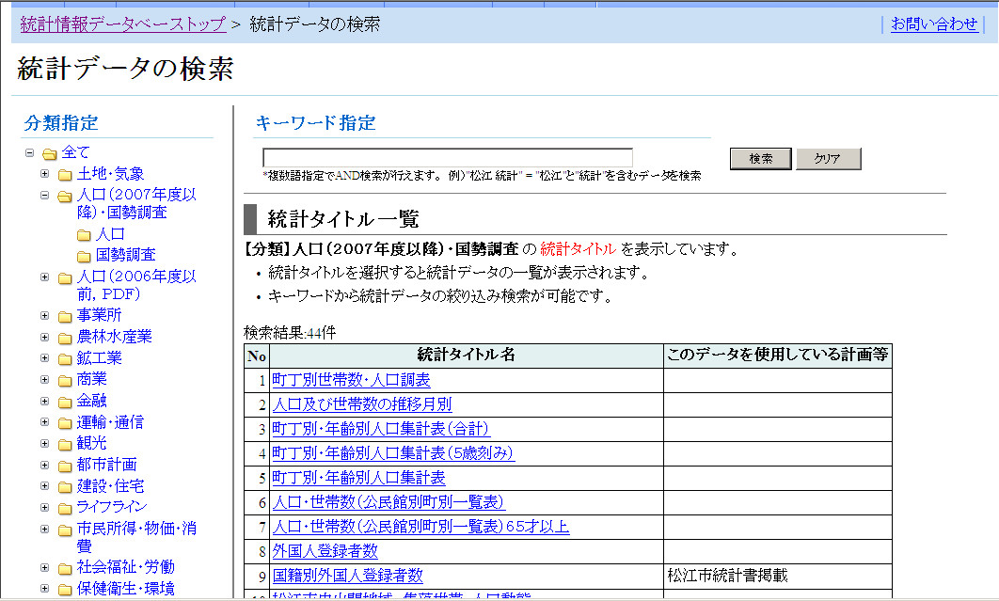 統計情報データベーストップ > 統計データの検索
| お問い合わせ |
統計データの検索
分類指定
全て
土地・気象
人口(2007年度以
降)・国勢調査
人口
国勢調査
人口(2006年度以
前, PDF)
事業所
農林水産業
鉱工業
商業
金融
運輸・通信
観光
都市計画
建設・住宅
ライフライン
市民所得・物価・消
費
社会福祉・労働
保健衛生・環境
キーワード指定
検索 クリア
*複数語指定でAND検索が行えます。 例)"松江 統計" = "松江"と"統計"を含むデータを検索
統計タイトル一覧
【分類】人口(2007年度以降)・国勢調査 の 統計タイトル を表示しています。
・ 統計タイトルを選択すると統計データの一覧が表示されます。
・ キーワードから統計データの絞り込み検索が可能です。
検索結果:44件
No 統計タイトル名 このデータを使用している計画等
1 町丁別世帯数・人口調表
2 人口及び世帯数の推移月別
3 町丁別・年齢別人口集計表(合計)
4 町丁別・年齢別人口集計表(5歳刻み)
5 町丁別・年齢別人口集計表
6 人口・世帯数(公民館別町別一覧表)
7 人口・世帯数(公民館別町別一覧表)65才以上
8 外国人登録者数
9 国籍別外国人登録者数 松江市統計書掲載